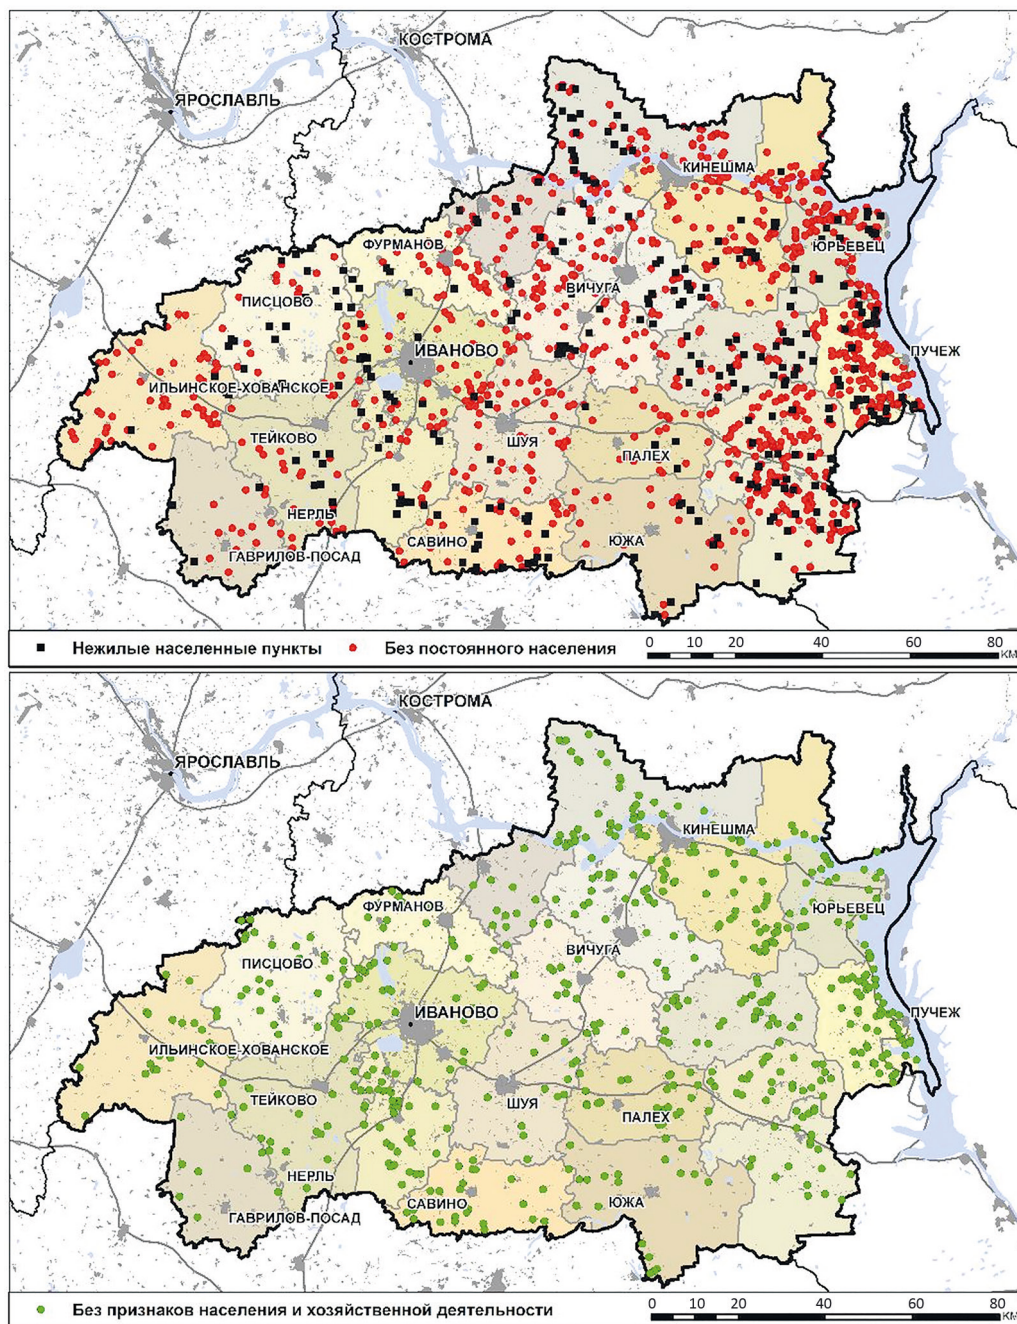 КОСТРОМА
ЯРОСЛАВЛЬ
КИНЕШМА
ФУРМАНОВ
ЮРЬЕВЕЦ
ВИЧУГА
ПИСЦОВО
ИВАНОВО
ПУЧЕЖ
ИЛЬИНСКОЕ-ХОВАНСКОЕ
ТЕЙКОВО
ШУЯ
ПАЛЕХ
НЕРЛЬ
САВИНО
ЮЖА
ГАВРИЛОВ-ПОСАД
Нежилые населенные пункты Без постоянного населения
0 10 20 40 60 80
КМ
КОСТРОМА
ЯРОСЛАВЛЬ
КИНЕШМА
ФУРМАНОВ
ЮРЬЕВЕЦ
ВИЧУГА
ПИСЦОВО
ИВАНОВО
ПУЧЕЖ
ИЛЬИНСКОЕ-ХОВАНСКОЕ
ТЕЙКОВО
ШУЯ
ПАЛЕХ
НЕРЛЬ
САВИНО
ЮЖА
ГАВРИЛОВ-ПОСАД
Без признаков населения и хозяйственной деятельности
0 10 20 40 60 80
КМ